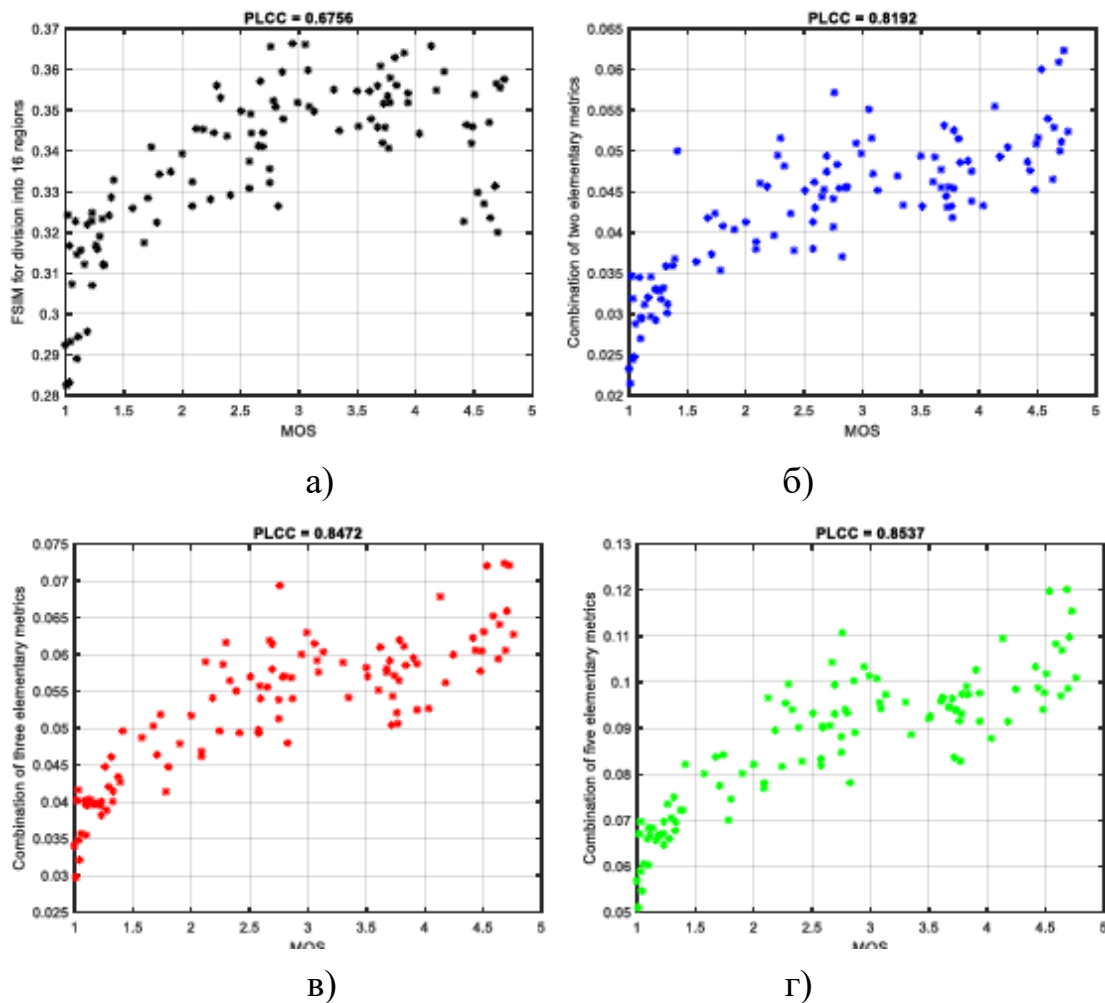 PLCC = 0.6756
0.37
0.36
0.35
0.34
0.33
0.32
0.31
0.3
0.29
0.28
FSIM for division into 16 regions
1 1.5 2 2.5 3 3.5 4 4.5 5
MOS
а)
PLCC = 0.8192
0.065
0.06
0.055
0.05
0.045
0.04
0.035
0.03
0.025
0.02
Combination of two elementary metrics
1 1.5 2 2.5 3 3.5 4 4.5 5
MOS
б)
PLCC = 0.8472
0.075
0.07
0.065
0.06
0.055
0.05
0.045
0.04
0.035
0.03
0.025
Combination of three elementary metrics
1 1.5 2 2.5 3 3.5 4 4.5 5
MOS
в)
PLCC = 0.8537
0.13
0.12
0.11
0.1
0.09
0.08
0.07
0.06
0.05
Combination of five elementary metrics
1 1.5 2 2.5 3 3.5 4 4.5 5
MOS
г)